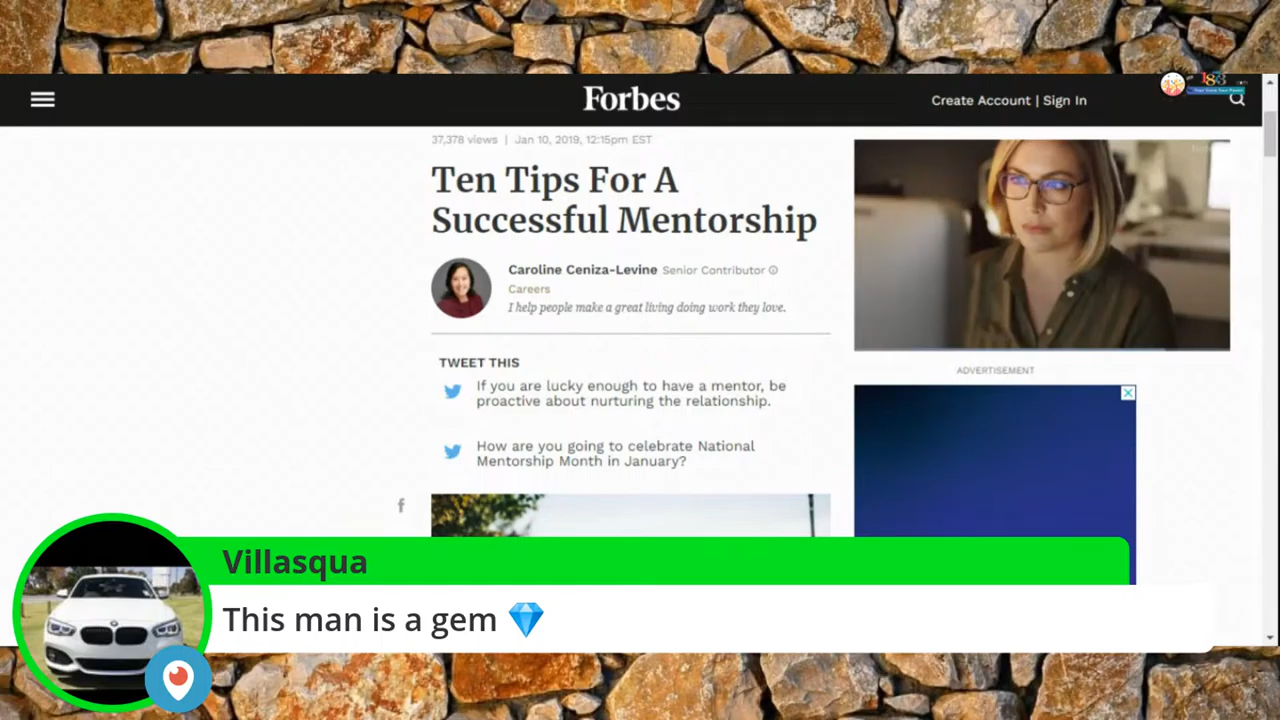 Forbes
Create Account | Sign In
183
37,378 views | Jan 10, 2019, 12:15pm EST
Ten Tips For A
Successful Mentorship
Caroline Ceniza-Levine Senior Contributor
Careers
I help people make a great living doing work they love.
TWEET THIS
If you are lucky enough to have a mentor, be
proactive about nurturing the relationship.
How are you going to celebrate National
Mentorship Month in January?
ADVERTISEMENT
f
Villasqua
This man is a gem 💎